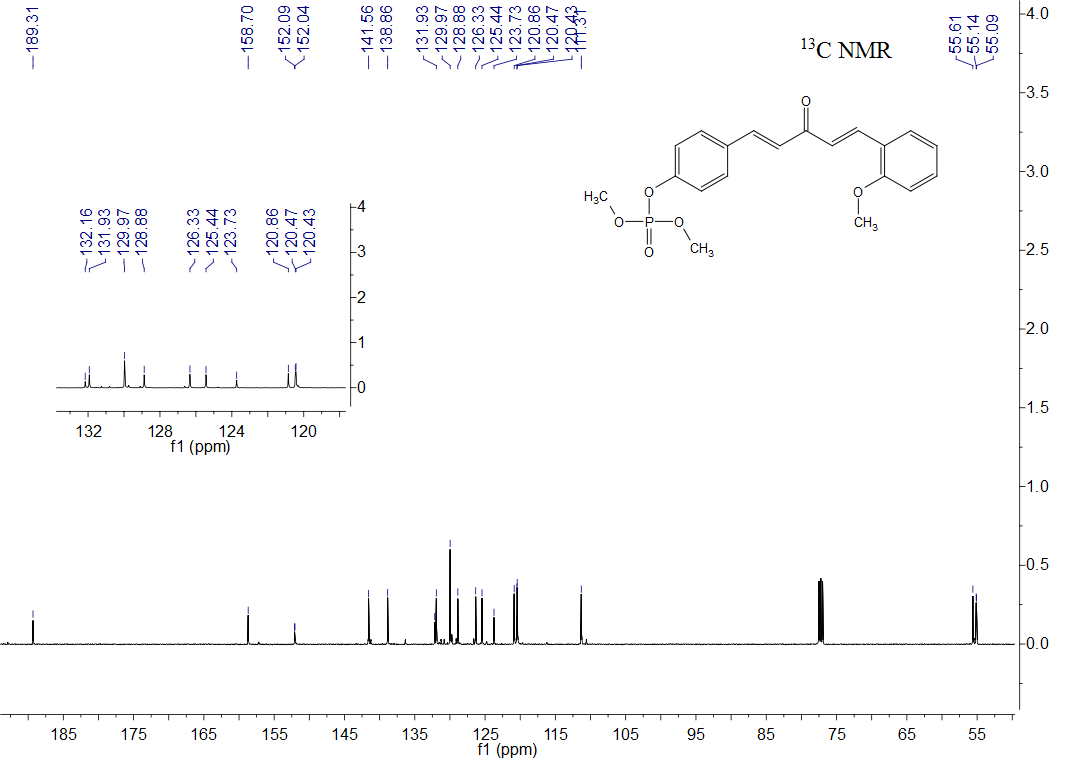 189.31
158.70
152.09
152.04
141.56
138.86
131.93
129.97
128.88
126.33
125.44
123.73
120.86
120.47
120.43
111.31
55.61
55.14
55.09
13C NMR
O
O
H3C
O
P
O
O
CH3
O
CH3
132.16
131.93
129.97
128.88
126.33
125.44
123.73
120.86
120.47
120.43
4
3
2
1
0
132 128 124 120
f1 (ppm)
4.0
3.5
3.0
2.5
2.0
1.5
1.0
0.5
0.0
185 175 165 155 145 135 125 115 105 95 85 75 65 55
f1 (ppm)